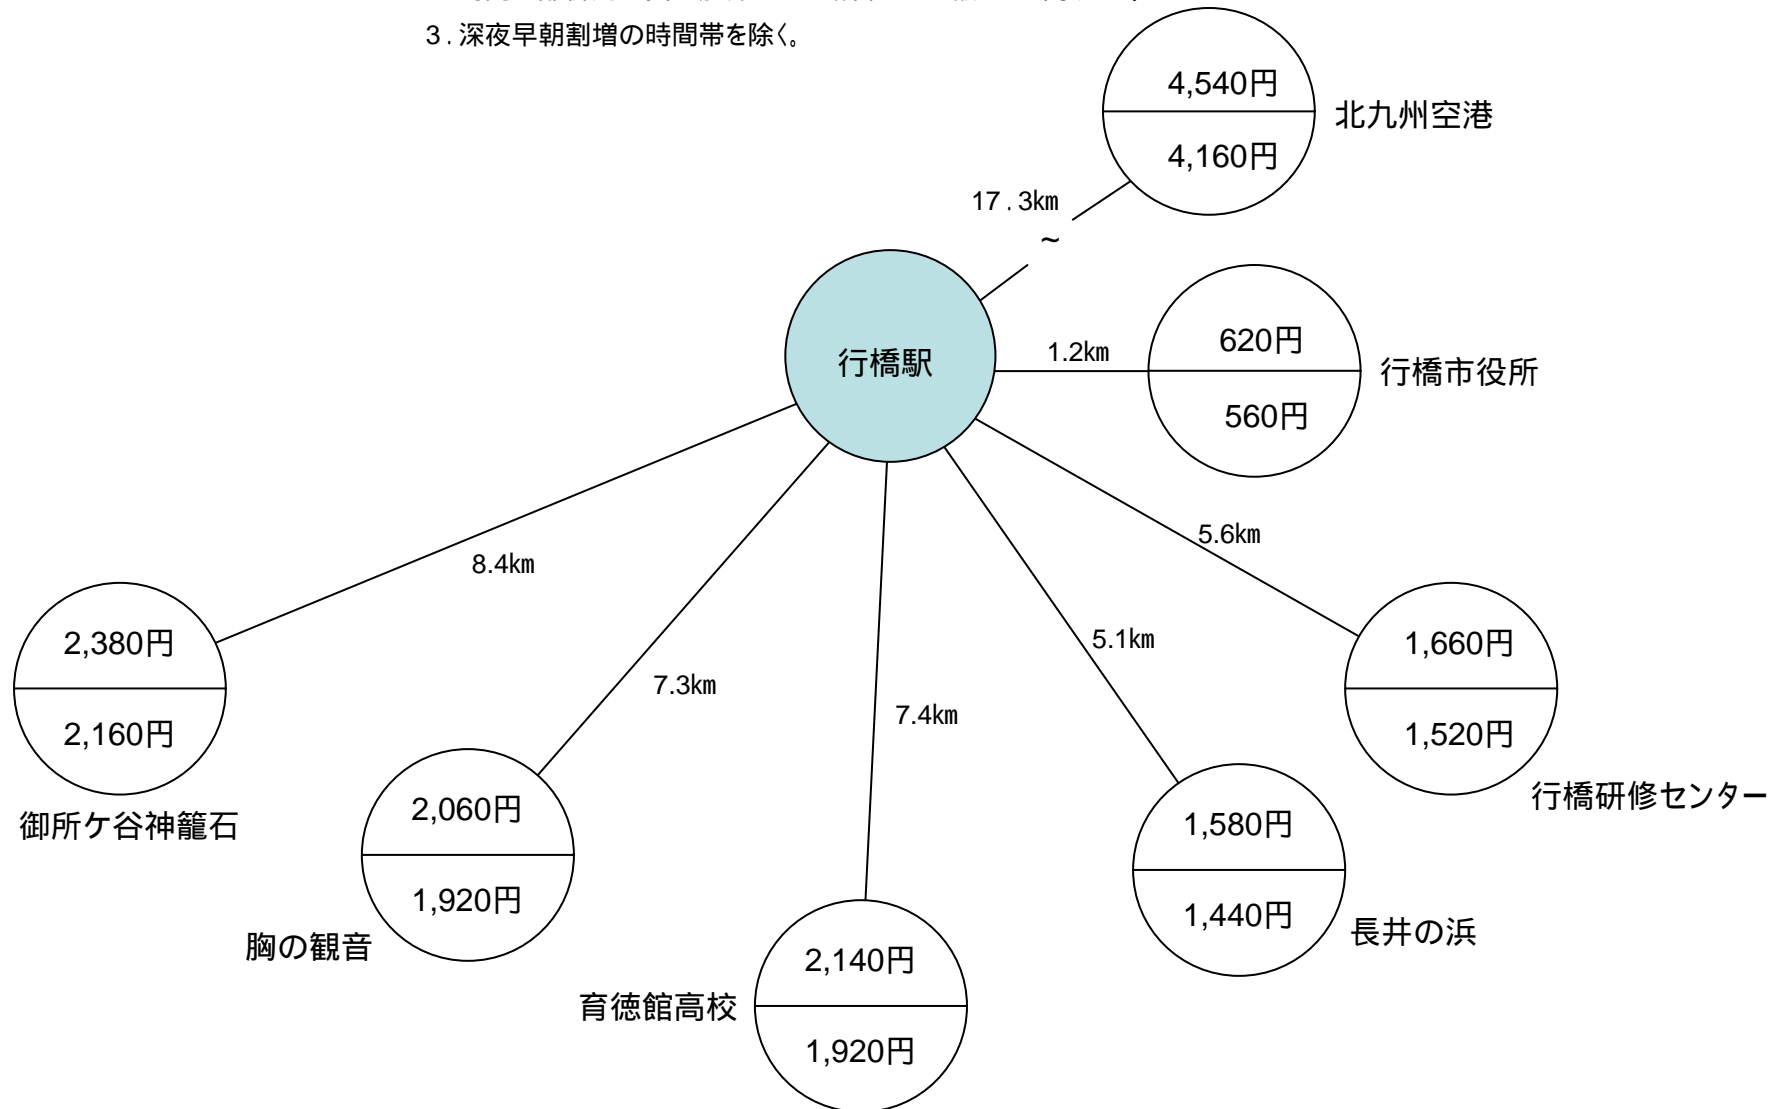 3．深夜早朝割増の時間帯を除く。
4,540円
4,160円
北九州空港
17．3㎞
~
行橋駅
1.2㎞
620円
560円
行橋市役所
8.4㎞
7.3㎞
7.4㎞
5.1㎞
5.6㎞
2,380円
2,160円
御所ケ谷神籠石
2,060円
1,920円
胸の観音
2,140円
1,920円
育徳館高校
1,580円
1,440円
長井の浜
1,660円
1,520円
行橋研修センター